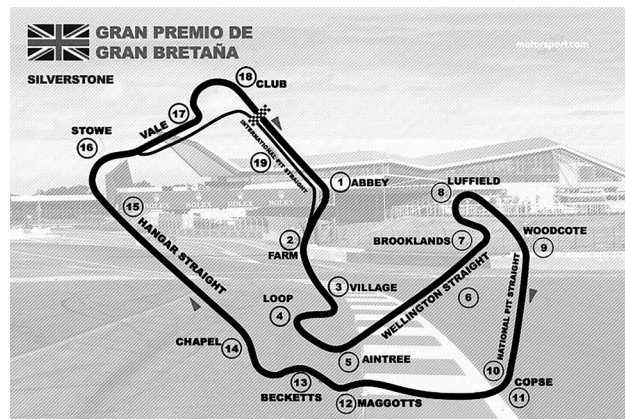 GRAN PREMIO DE
GRAN BRETAÑA
motorsport.com
SILVERSTONE
18 CLUB
17
VALE
STOWE
16
INTERNATIONAL PIT STRAIGHT
19
1 ABBEY
8 LUFFIELD
15
HANGAR STRAIGHT
ROLEX
ROLEX
2
FARM
BROOKLANDS 7
WOODCOTE
9
3 VILLAGE
LOOP
4
WELLINGTON STRAIGHT
6
NATIONAL PIT STRAIGHT
CHAPEL 14
5 AINTREE
10
COPSE
11
13
BECKETTS
12 MAGGOTTS